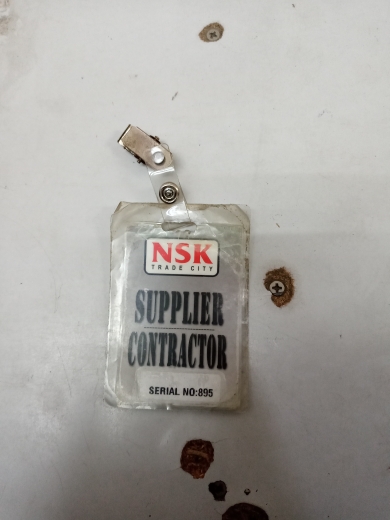 NSK
TRADE CITY
SUPPLIER
CONTRACTOR
SERIAL NO:895